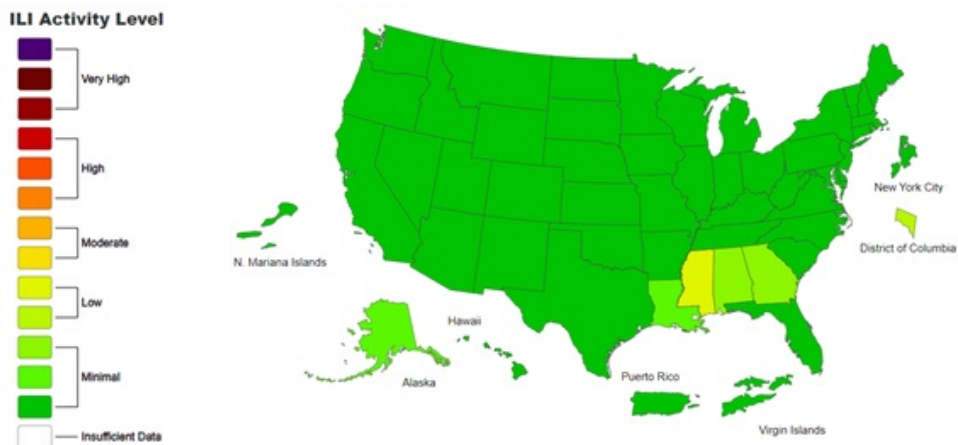 ILI Activity Level
Very High
High
Moderate
Low
Minimal
Insufficient Data
New York City
District of Columbia
N. Mariana Islands
Hawaii
Alaska
Puerto Rico
Virgin Islands